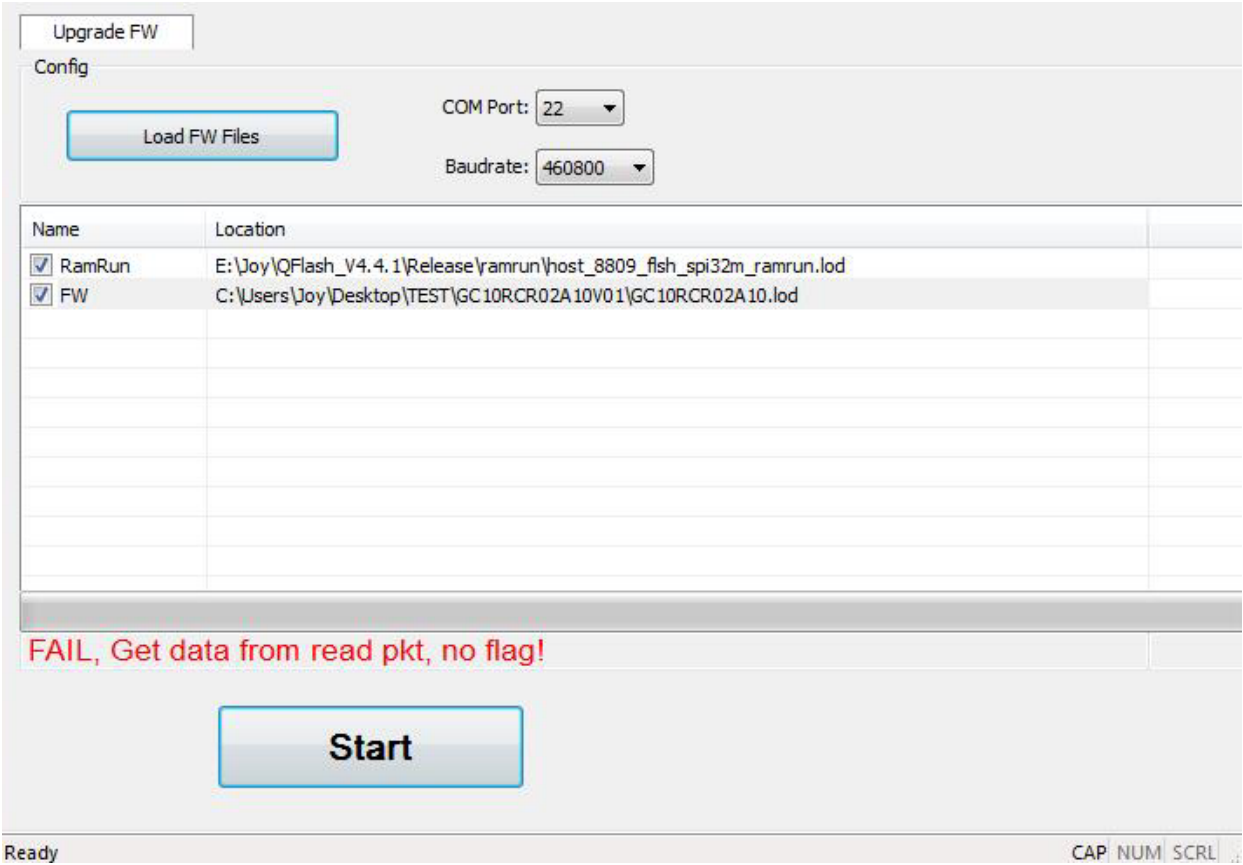 Upgrade FW
Config
Load FW Files
COM Port: 22
Baudrate: 460800
Name Location
RamRun E:\Joy\QFlash_V4.4.1\Release\ramrun\host_8809_flsh_spi32m_ramrun.lod
FW C:\Users\Joy\Desktop\TEST\GC10RCR02A10V01\GC10RCR02A10.lod
FAIL, Get data from read pkt, no flag!
Start
Ready CAP NUM SCRL